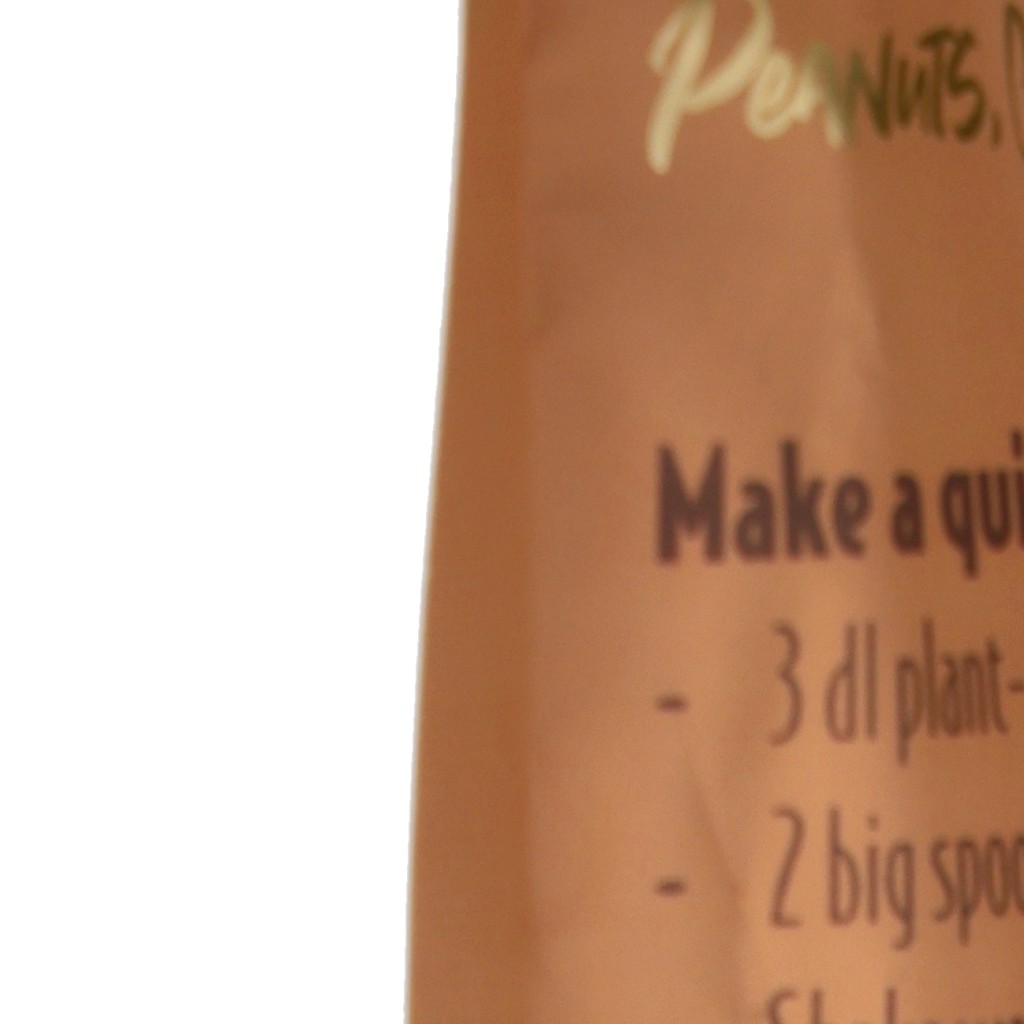 Peanuts,
Make a qui
- 3 dl plant-
- 2 big spoo